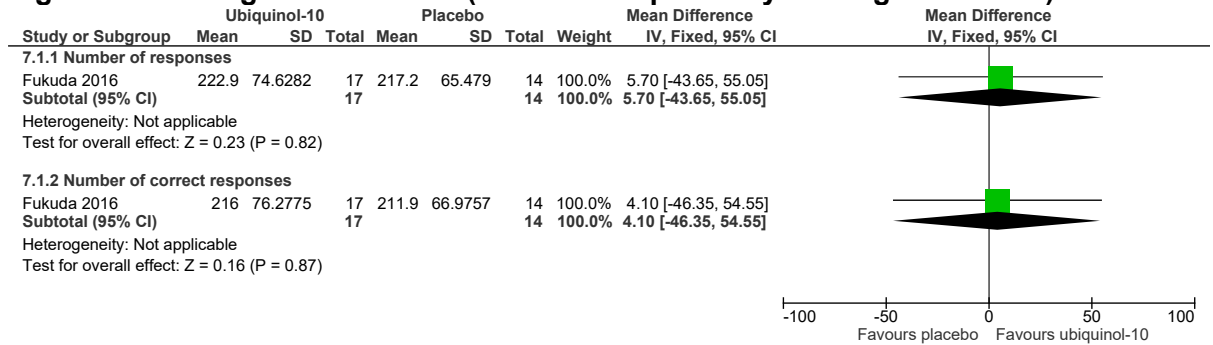 Ubiquinol-10 Placebo Mean Difference Mean Difference
Study or Subgroup Mean SD Total Mean SD Total Weight IV, Fixed, 95% CI IV, Fixed, 95% CI
7.1.1 Number of responses
Fukuda 2016 222.9 74.6282 17 217.2 65.479 14 100.0% 5.70 [-43.65, 55.05]
Subtotal (95% CI) 17 14 100.0% 5.70 [-43.65, 55.05]
Heterogeneity: Not applicable
Test for overall effect: Z = 0.23 (P = 0.82)
7.1.2 Number of correct responses
Fukuda 2016 216 76.2775 17 211.9 66.9757 14 100.0% 4.10 [-46.35, 54.55]
Subtotal (95% CI) 17 14 100.0% 4.10 [-46.35, 54.55]
Heterogeneity: Not applicable
Test for overall effect: Z = 0.16 (P = 0.87)
-100 -50 0 50 100
Favours placebo Favours ubiquinol-10